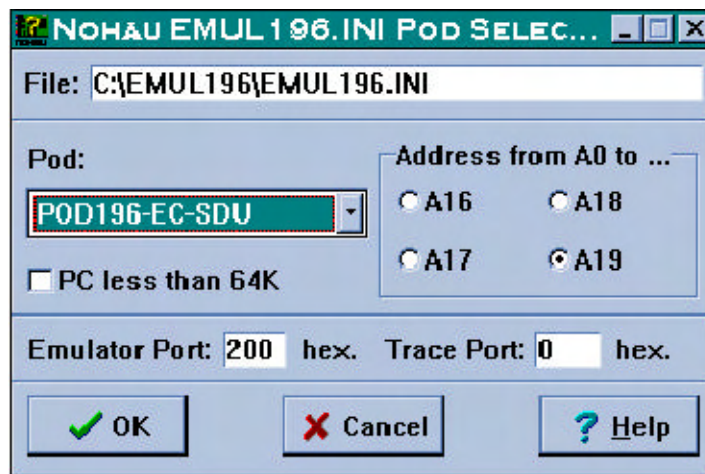 NOHAU EMUL196.INI POD SELEC...
File: C:\EMUL196\EMUL196.INI
Pod:
POD196-EC-SDU
PC less than 64K
Address from A0 to ...
A16 A18
A17 A19
Emulator Port: 200 hex. Trace Port: 0 hex.
OK Cancel ? Help